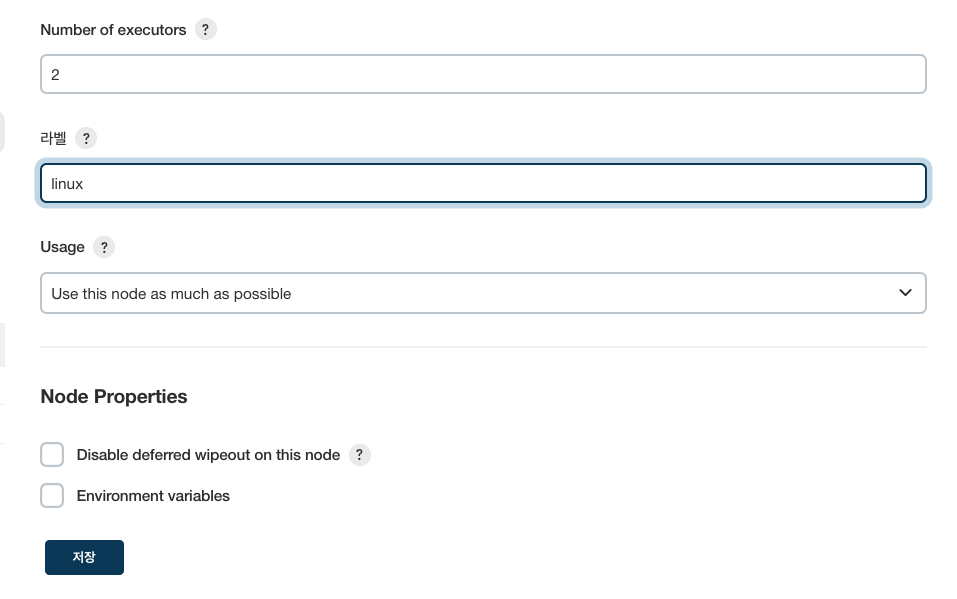 Number of executors ?
2
라벨 ?
linux
Usage ?
Use this node as much as possible
Node Properties
Disable deferred wipeout on this node ?
Environment variables
저장